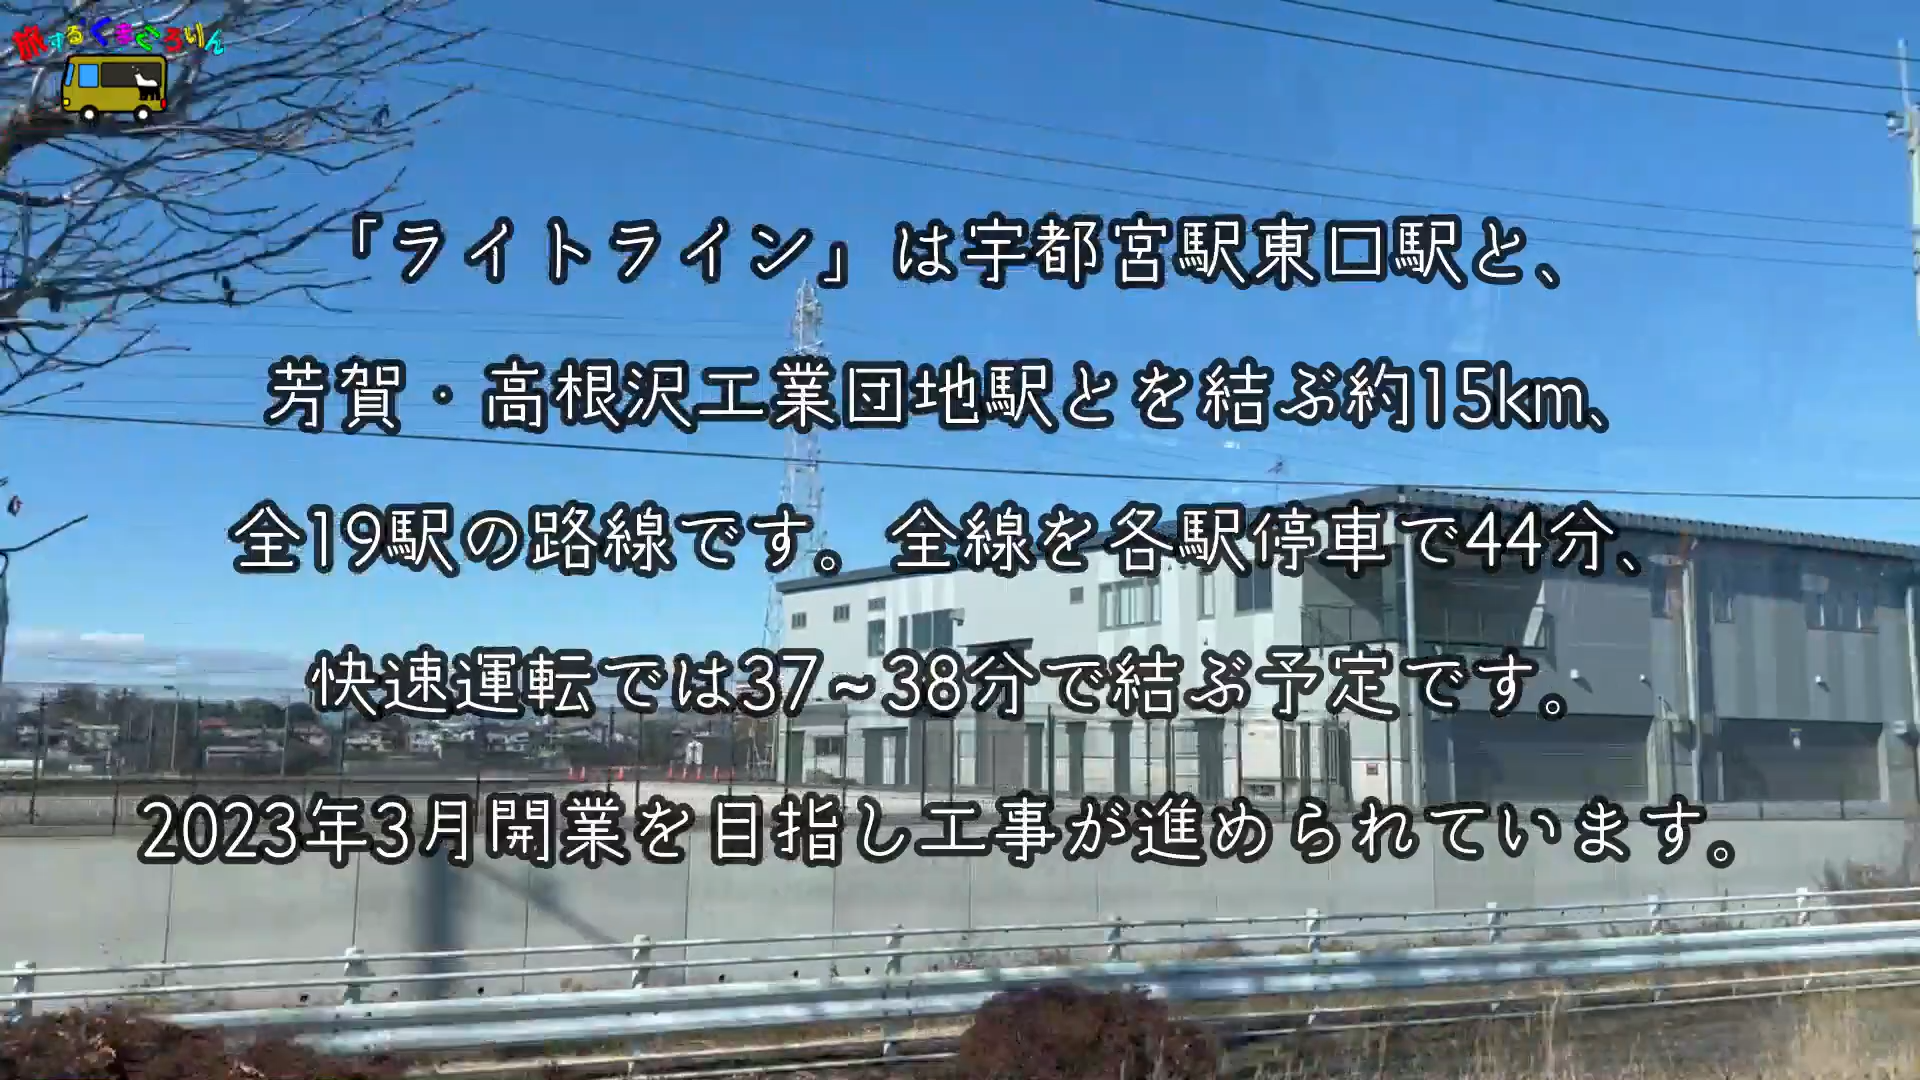 旅するくまぐろりん
「ライトライン」は宇都宮駅東口駅と、
芳賀・高根沢工業団地駅とを結ぶ約15km、
全19駅の路線です。全線を各駅停車で44分、
快速運転では37~38分で結ぶ予定です。
2023年3月開業を目指し工事が進められています。